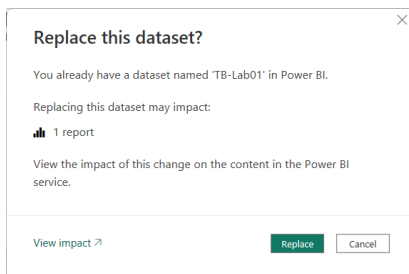 Replace this dataset?
You already have a dataset named 'TB-Lab01' in Power BI.
Replacing this dataset may impact:
1 report
View the impact of this change on the content in the Power BI
service.
View impact
Replace
Cancel